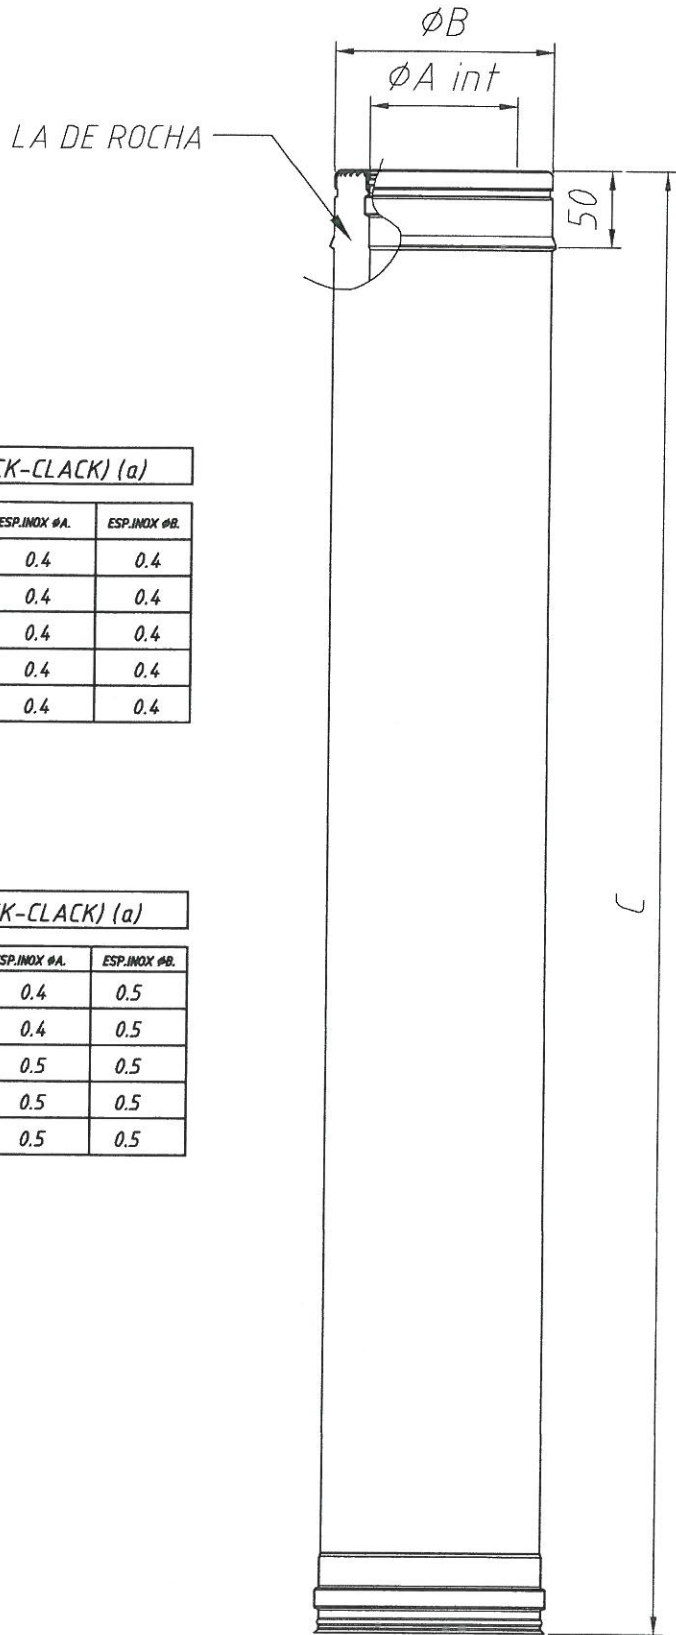 ØB
ØA int
LA DE ROCHA
50
CK-CLACK) (a)
ESP.INOX ØA. ESP.INOX ØB.
0.4 0.4
0.4 0.4
0.4 0.4
0.4 0.4
0.4 0.4
C
K-CLACK) (a)
SP.INOX ØA. ESP.INOX ØB.
0.4 0.5
0.4 0.5
0.5 0.5
0.5 0.5
0.5 0.5